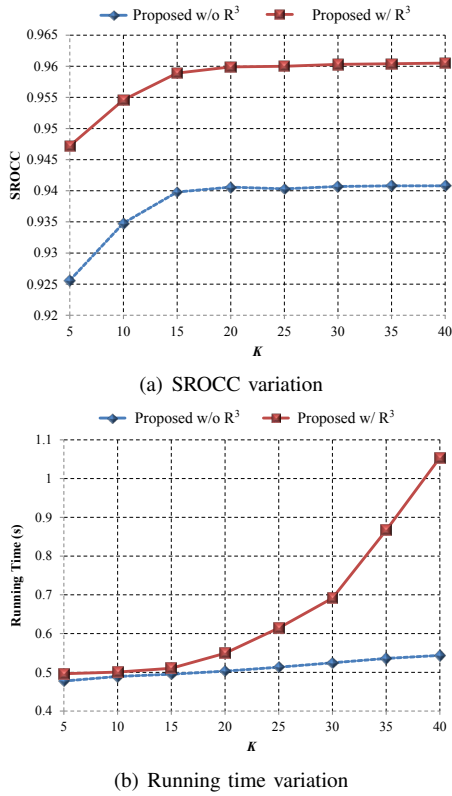 Proposed w/o R³ Proposed w/ R³
0.965
0.96
0.955
0.95
0.945
0.94
0.935
0.93
0.925
0.92
SROCC
5 10 15 20 25 30 35 40
K
(a) SROCC variation
Proposed w/o R³ Proposed w/ R³
1.1
1
0.9
0.8
0.7
0.6
0.5
0.4
Running Time (s)
5 10 15 20 25 30 35 40
K
(b) Running time variation